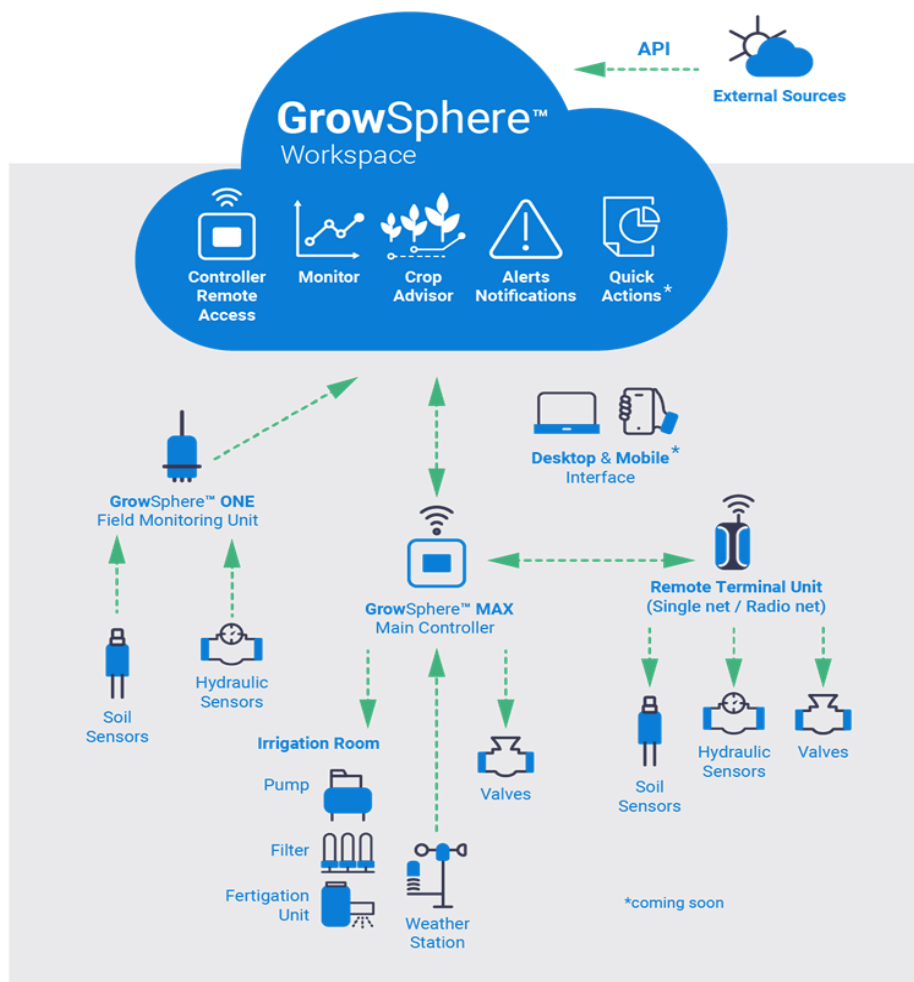 API
External Sources
GrowSphere™
Workspace
Controller
Remote
Access
Monitor
Crop
Advisor
Alerts
Notifications
Quick
Actions*
Desktop & Mobile*
Interface
GrowSphere™ ONE
Field Monitoring Unit
GrowSphere™ MAX
Main Controller
Remote Terminal Unit
(Single net / Radio net)
Soil
Sensors
Hydraulic
Sensors
Irrigation Room
Pump
Filter
Fertigation
Unit
Weather
Station
Valves
Soil
Sensors
Hydraulic
Sensors
Valves
*coming soon